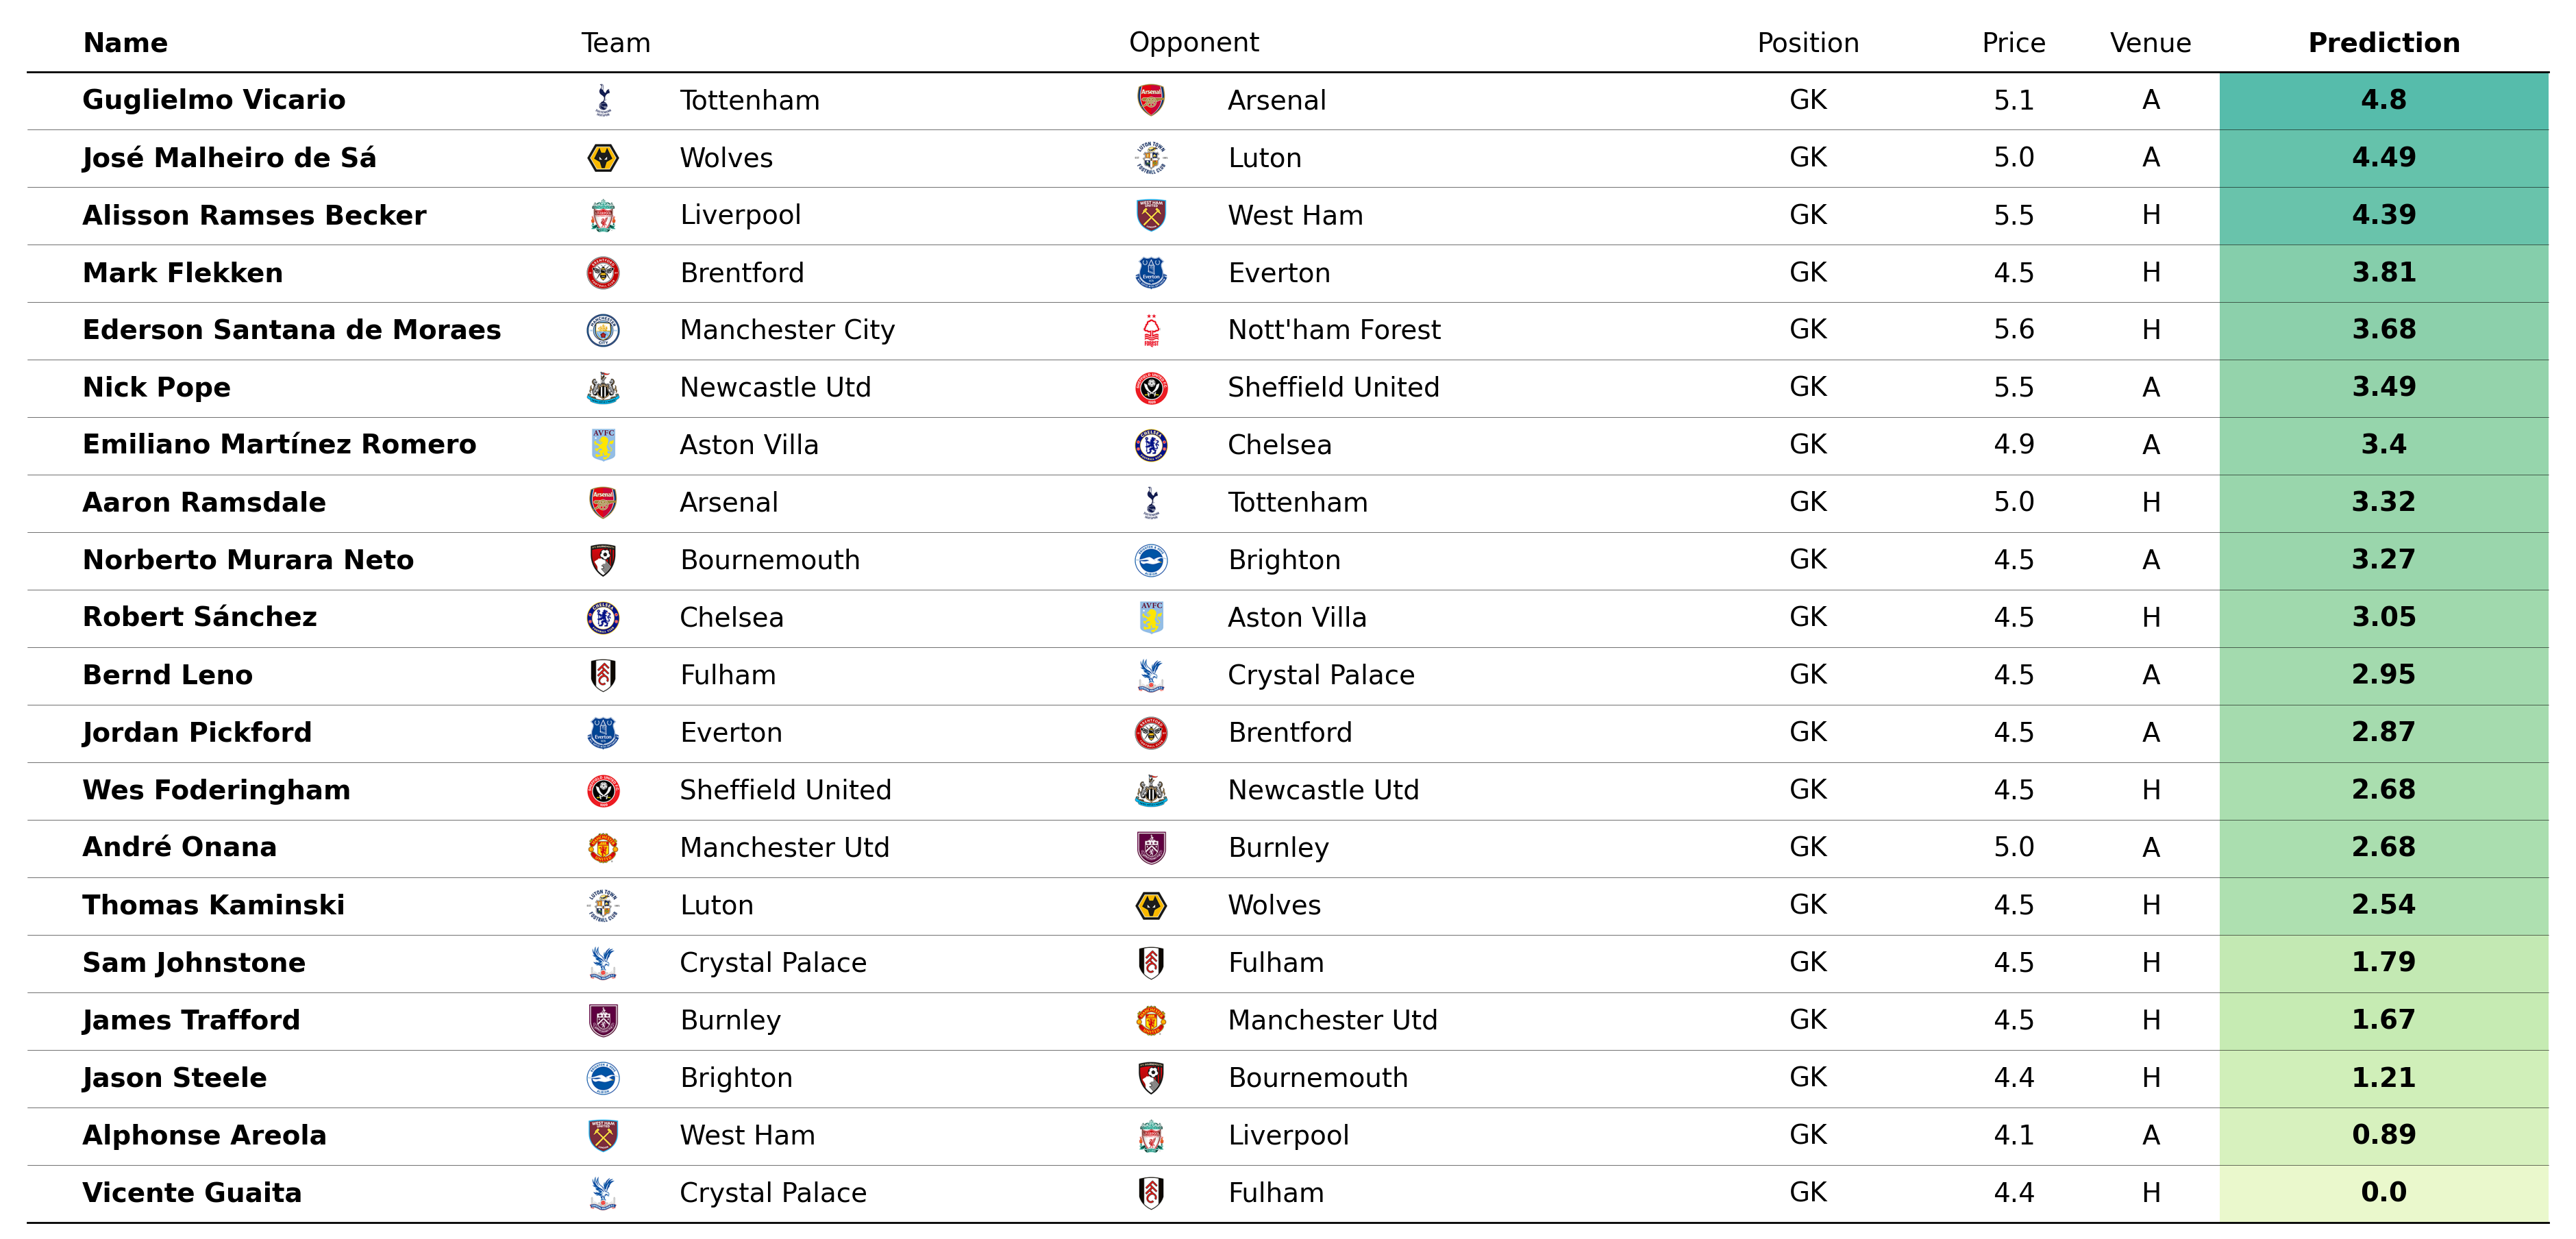 Name Team Opponent Position Price Venue Prediction
Guglielmo Vicario Tottenham Arsenal GK 5.1 A 4.8
José Malheiro de Sá Wolves Luton GK 5.0 A 4.49
Alisson Ramses Becker Liverpool West Ham GK 5.5 H 4.39
Mark Flekken Brentford Everton GK 4.5 H 3.81
Ederson Santana de Moraes Manchester City Nott'ham Forest GK 5.6 H 3.68
Nick Pope Newcastle Utd Sheffield United GK 5.5 A 3.49
Emiliano Martínez Romero Aston Villa Chelsea GK 4.9 A 3.4
Aaron Ramsdale Arsenal Tottenham GK 5.0 H 3.32
Norberto Murara Neto Bournemouth Brighton GK 4.5 A 3.27
Robert Sánchez Chelsea Aston Villa GK 4.5 H 3.05
Bernd Leno Fulham Crystal Palace GK 4.5 A 2.95
Jordan Pickford Everton Brentford GK 4.5 A 2.87
Wes Foderingham Sheffield United Newcastle Utd GK 4.5 H 2.68
André Onana Manchester Utd Burnley GK 5.0 A 2.68
Thomas Kaminski Luton Wolves GK 4.5 H 2.54
Sam Johnstone Crystal Palace Fulham GK 4.5 H 1.79
James Trafford Burnley Manchester Utd GK 4.5 H 1.67
Jason Steele Brighton Bournemouth GK 4.4 H 1.21
Alphonse Areola West Ham Liverpool GK 4.1 A 0.89
Vicente Guaita Crystal Palace Fulham GK 4.4 H 0.0